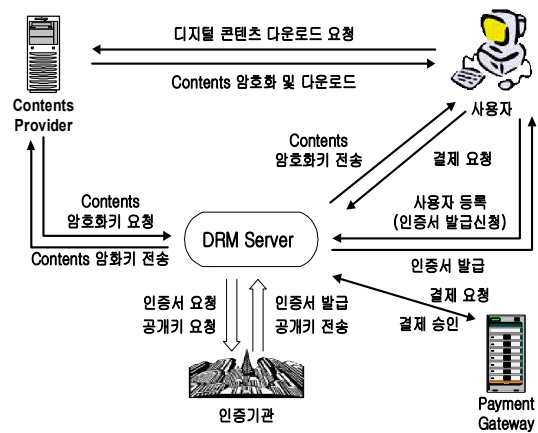 디지털 콘텐츠 다운로드 요청
Contents 암호화 및 다운로드
Contents
Provider
사용자
Contents
암호화키 전송
결제 요청
Contents
암호화키 요청
사용자 등록
(인증서 발급신청)
DRM Server
Contents 암화키 전송
인증서 발급
인증서 요청
공개키 요청
인증서 발급
공개키 전송
결제 요청
결제 승인
인증기관
Payment
Gateway